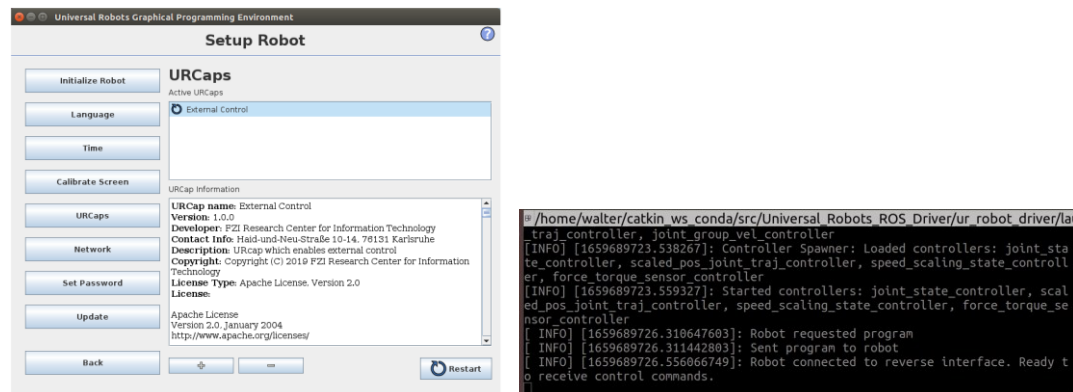 Universal Robots Graphical Programming Environment
Setup Robot
?
Initialize Robot
Language
Time
Calibrate Screen
URCaps
Network
Set Password
Update
Back
URCaps
Active URCaps
External Control
URCap Information
URCap name: External Control
Version: 1.0.0
Developer: FZI Research Center for Information Technology
Contact Info: Haid-und-Neu-Straße 10-14, 76131 Karlsruhe
Description: URCap which enables external control
Copyright: Copyright (C) 2019 FZI Research Center for Information
Technology
License Type: Apache License, Version 2.0
License:
Apache License
Version 2.0, January 2004
http://www.apache.org/licenses/
Restart
/home/walter/catkin_ws_conda/src/Universal_Robots_ROS_Driver/ur_robot_driver/lau
_traj_controller, joint_group_vel_controller
[INFO] [1659689723.538267]: Controller Spawner: Loaded controllers: joint_sta
te_controller, scaled_pos_joint_traj_controller, speed_scaling_state_controll
er, force_torque_sensor_controller
[INFO] [1659689723.559327]: Started controllers: joint_state_controller, scal
ed_pos_joint_traj_controller, speed_scaling_state_controller, force_torque_se
nsor_controller
[ INFO] [1659689726.310647603]: Robot requested program
[ INFO] [1659689726.311442803]: Sent program to robot
[ INFO] [1659689726.556066749]: Robot connected to reverse interface. Ready t
o receive control commands.